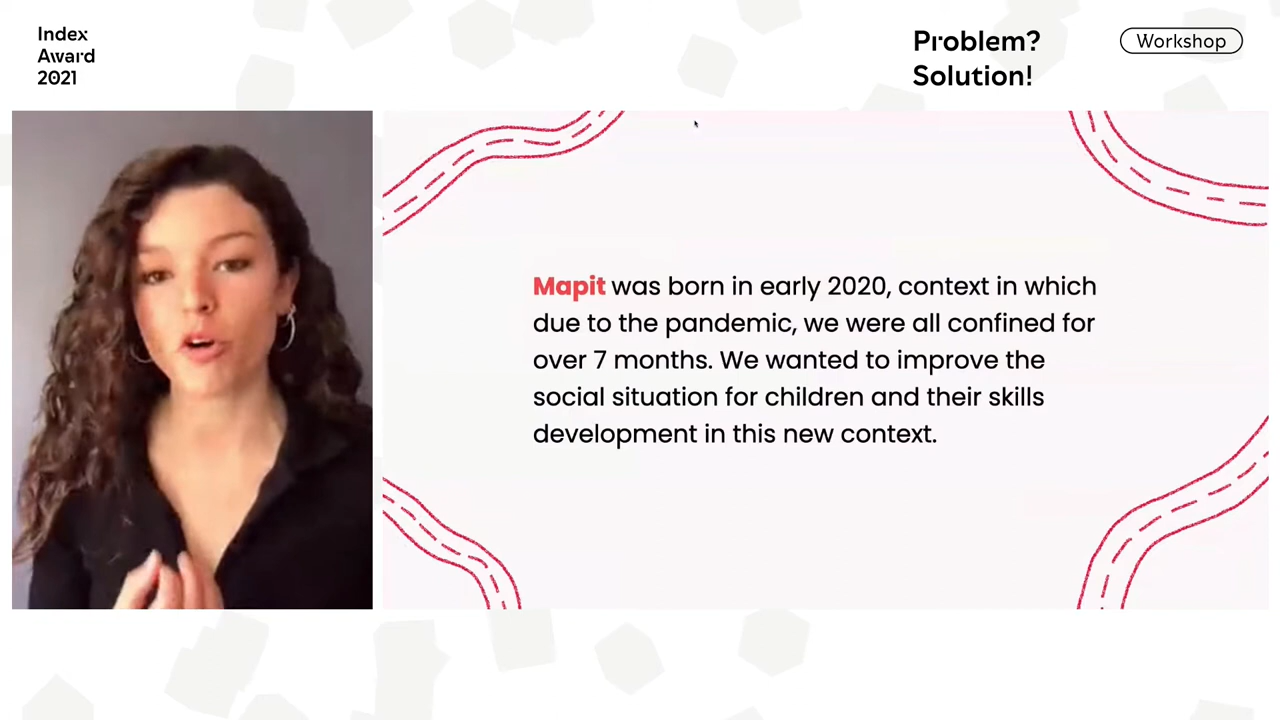 Index
Award
2021
Problem?
Solution!
Workshop
Mapit was born in early 2020, context in which
due to the pandemic, we were all confined for
over 7 months. We wanted to improve the
social situation for children and their skills
development in this new context.